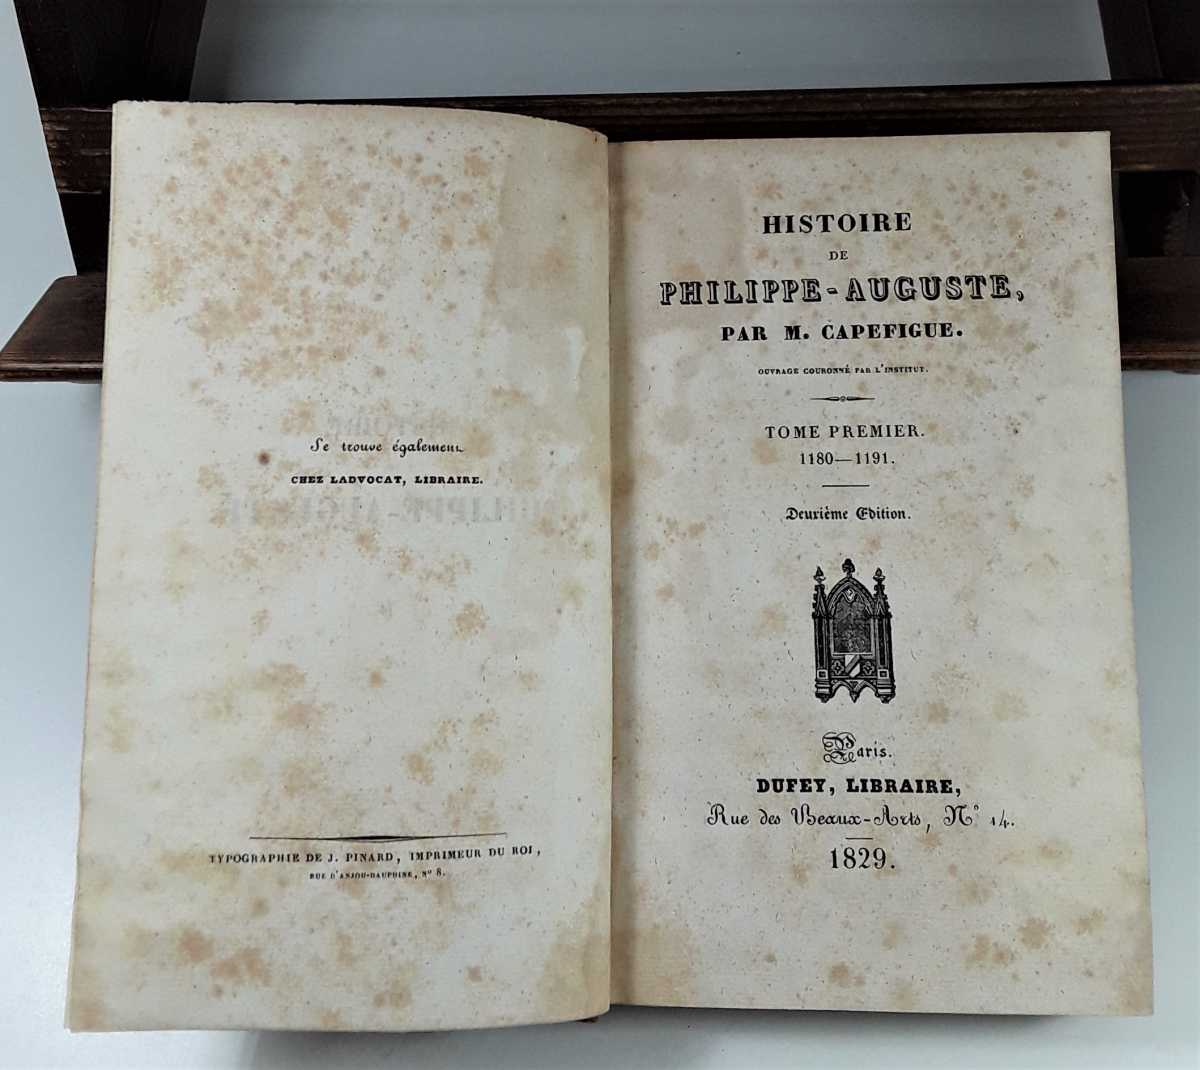 Se trouve également
CHEZ LADVOCAT, LIBRAIRE.
TYPOGRAPHIE DE J. PINARD, IMPRIMEUR DU ROI,
RUE D'ANJOU-DAUPHINE, Nº 8.
HISTOIRE
DE
PHILIPPE-AUGUSTE,
PAR M. CAPEFIGUE.
OUVRAGE COURONNÉ PAR L'INSTITUT.
TOME PREMIER.
1180—1191.
Deuxième Edition.
Paris.
DUFEY, LIBRAIRE,
Rue des Beaux-Arts, Nº 14.
1829.